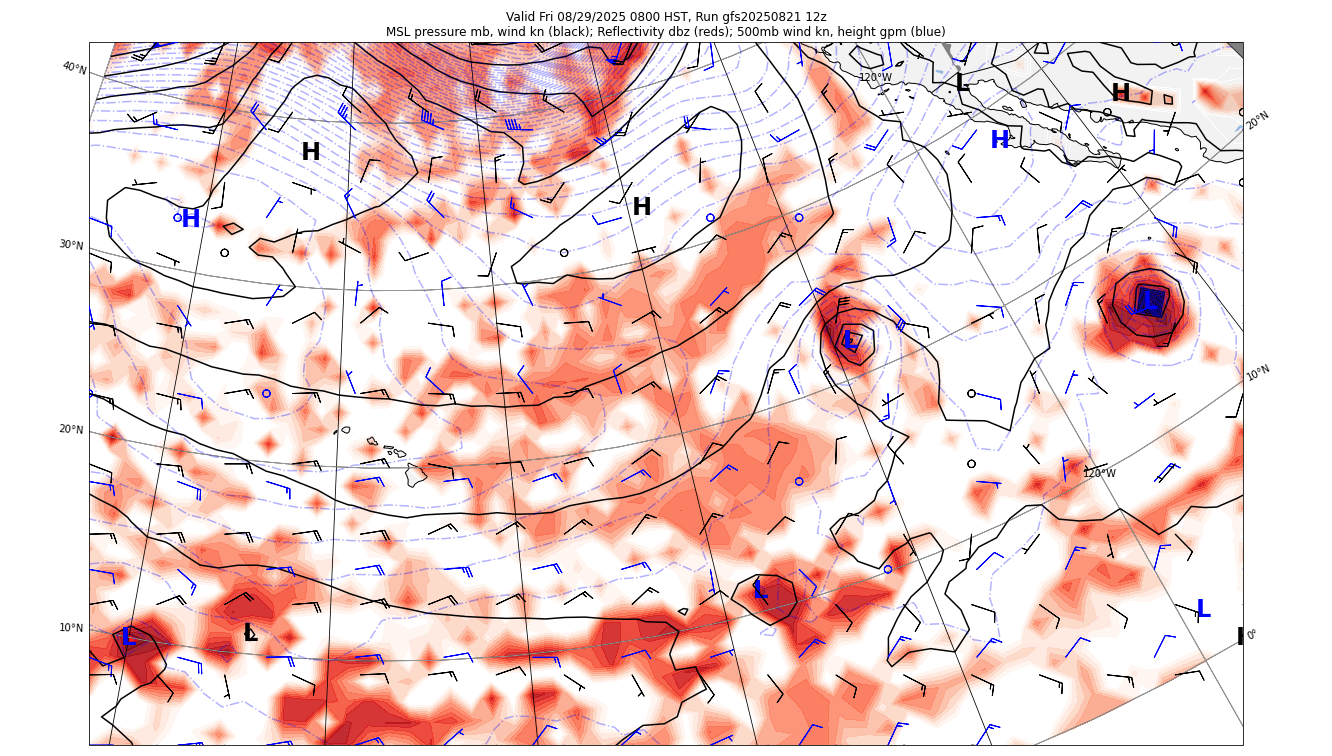 Valid Fri 08/29/2025 0800 HST, Run gfs20250821 12z
MSL pressure mb, wind kn (black); Reflectivity dbz (reds); 500mb wind kn, height gpm (blue)
40°N
120°W
L
H
20°N
H
H
H
H
30°N
L
L
10°N
20°N
120°W
L
L
10°N
L
L
0°